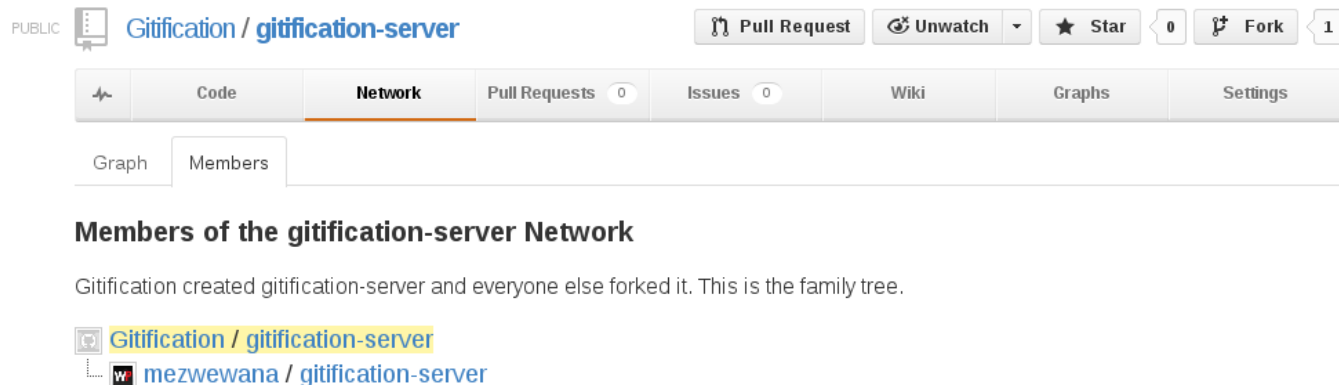 PUBLIC Gitification / gitification-server Pull Request Unwatch Star 0 Fork 1
Code Network Pull Requests 0 Issues 0 Wiki Graphs Settings
Graph Members
Members of the gitification-server Network
Gitification created gitification-server and everyone else forked it. This is the family tree.
Gitification / gitification-server
WP mezwewana / gitification-server